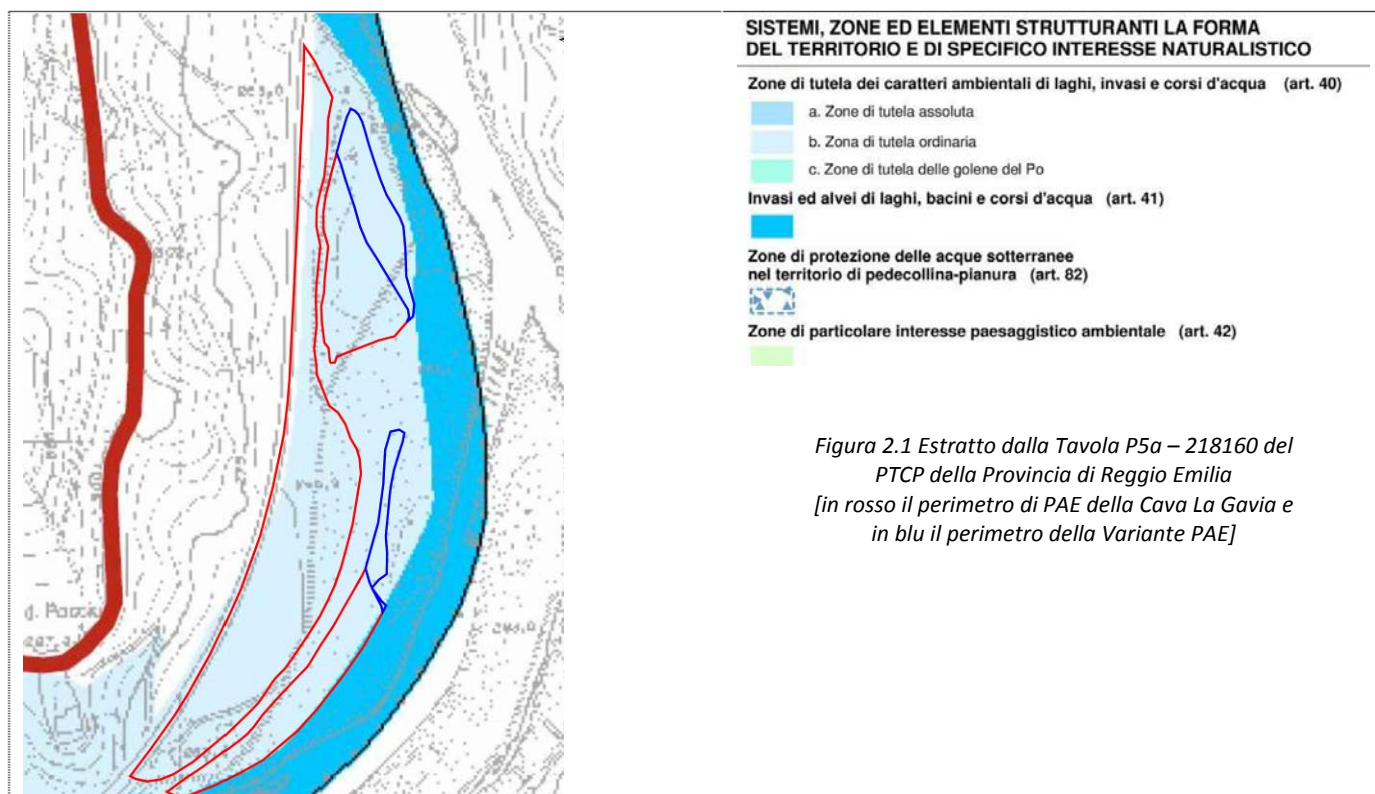 SISTEMI, ZONE ED ELEMENTI STRUTTURANTI LA FORMA
DEL TERRITORIO E DI SPECIFICO INTERESSE NATURALISTICO
Zone di tutela dei caratteri ambientali di laghi, invasi e corsi d'acqua (art. 40)
a. Zone di tutela assoluta
b. Zona di tutela ordinaria
c. Zona di tutela delle golene del Po
Invasi ed alvei di laghi, bacini e corsi d'acqua (art. 41)
Zone di protezione delle acque sotterranee
nel territorio di pedecollina-pianura (art. 82)
Zone di particolare interesse paesaggistico ambientale (art. 42)
Figura 2.1 Estratto dalla Tavola P5a – 218160 del
PTCP della Provincia di Reggio Emilia
[in rosso il perimetro di PAE della Cava La Gavia e
in blu il perimetro della Variante PAE]